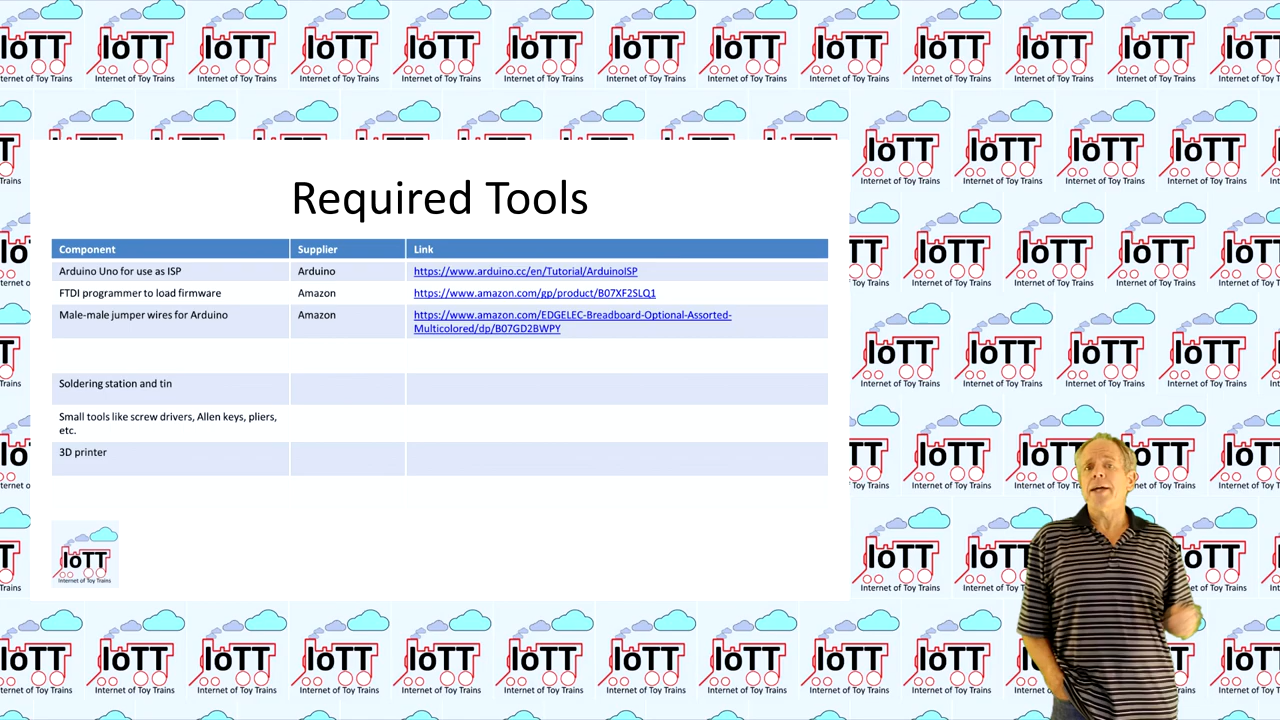 Required Tools
Component Supplier Link
Arduino Uno for use as ISP Arduino https://www.arduino.cc/en/Tutorial/ArduinoISP
FTDI programmer to load firmware Amazon https://www.amazon.com/gp/product/B07XF2SLQ1
Male-male jumper wires for Arduino Amazon https://www.amazon.com/EDGELEC-Breadboard-Optional-Assorted-
Multicolored/dp/B07GD2BWPY
Soldering station and tin
Small tools like screw drivers, Allen keys, pliers,
etc.
3D printer
IoTT
Internet of Toy Trains